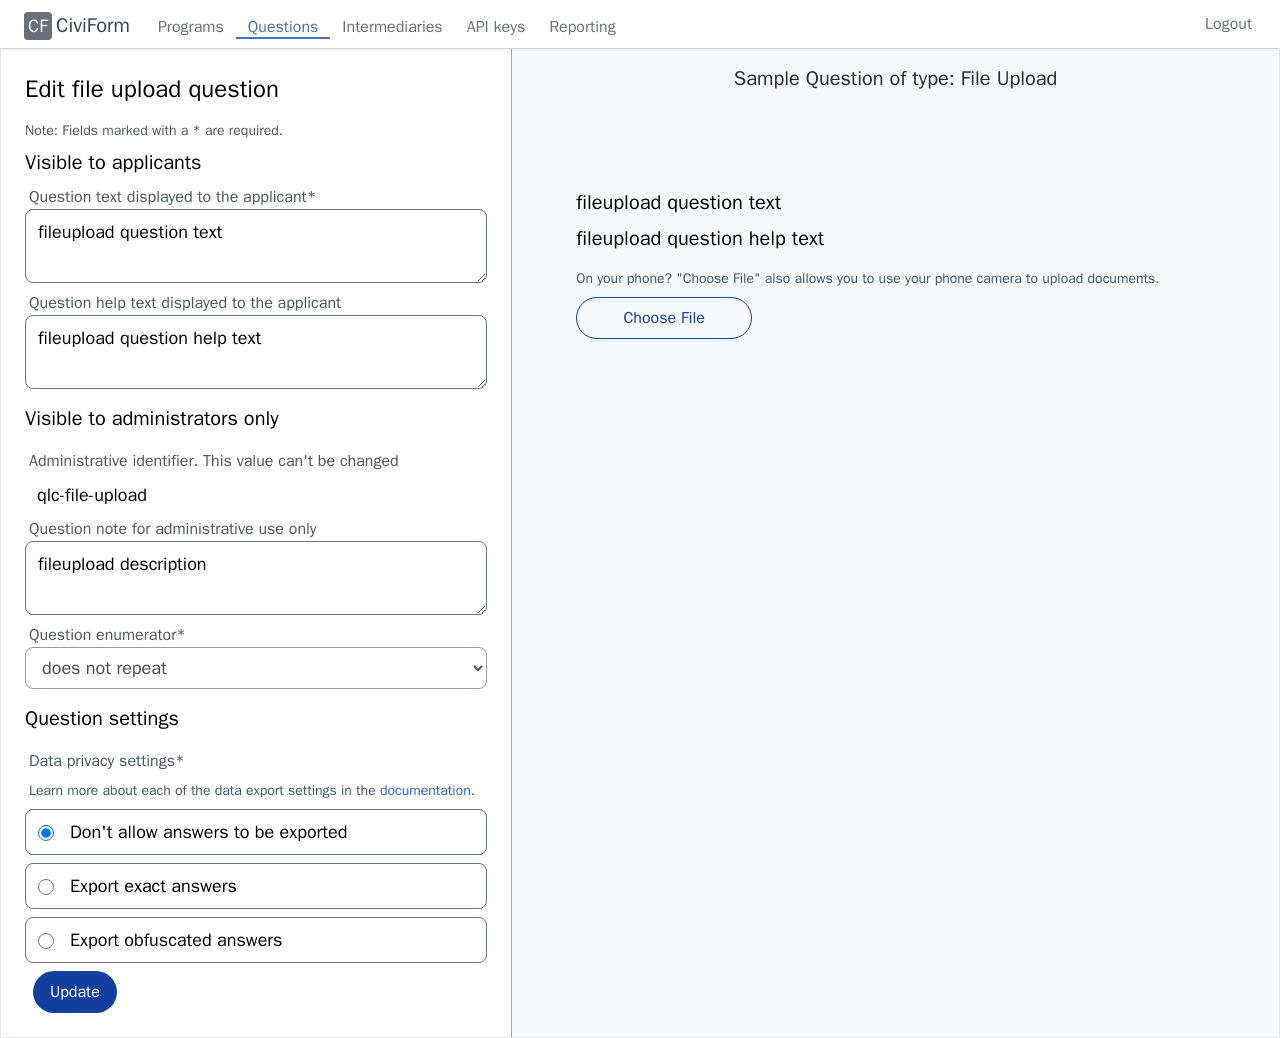 CF CiviForm Programs Questions Intermediaries API keys Reporting Logout
Edit file upload question
Note: Fields marked with a * are required.
Visible to applicants
Question text displayed to the applicant*
fileupload question text
Question help text displayed to the applicant
fileupload question help text
Visible to administrators only
Administrative identifier. This value can't be changed
qlc-file-upload
Question note for administrative use only
fileupload description
Question enumerator*
does not repeat
Question settings
Data privacy settings*
Learn more about each of the data export settings in the documentation.
Don't allow answers to be exported
Export exact answers
Export obfuscated answers
Update
Sample Question of type: File Upload
fileupload question text
fileupload question help text
On your phone? "Choose File" also allows you to use your phone camera to upload documents.
Choose File